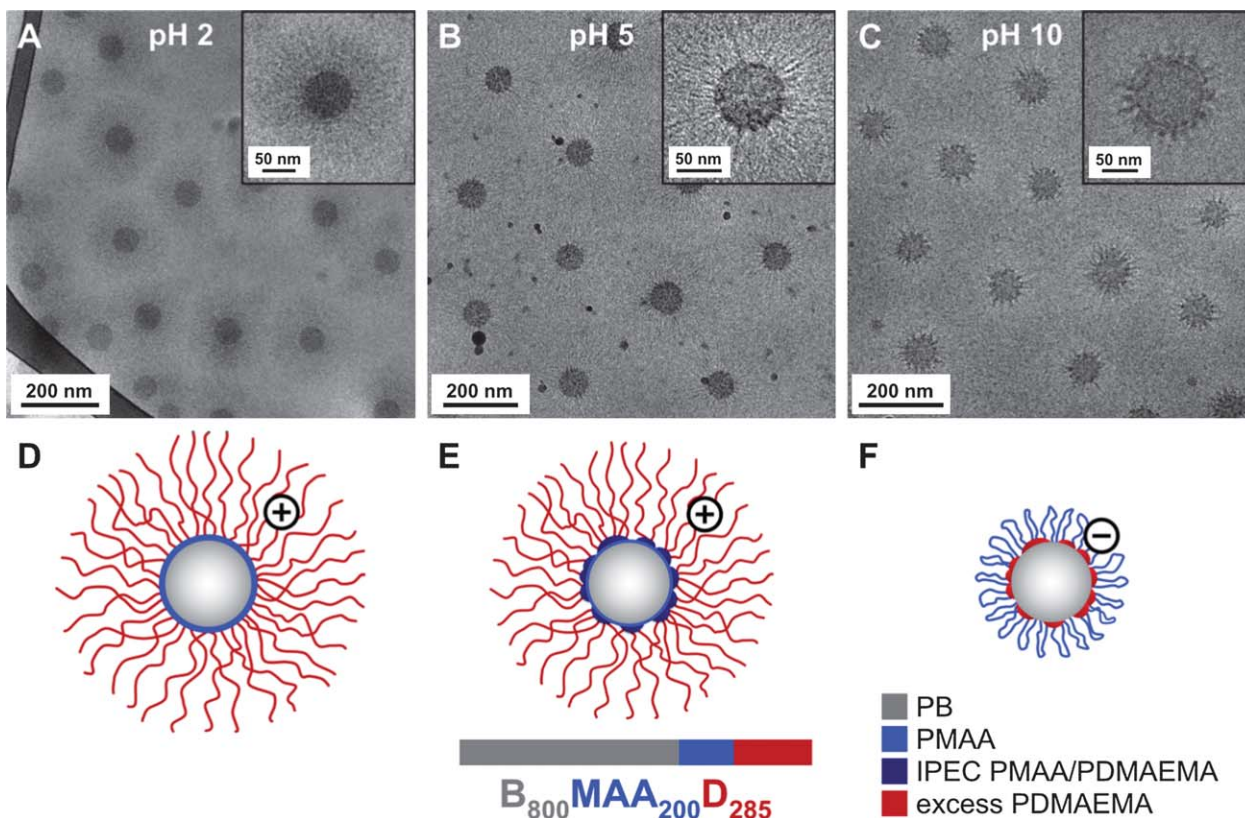 A pH 2
50 nm
200 nm
B pH 5
50 nm
200 nm
C pH 10
50 nm
200 nm
D
+
E
+
B₈₀₀MAA₂₀₀D₂₈₅
F
−
PB
PMAA
IPEC PMAA/PDMAEMA
excess PDMAEMA